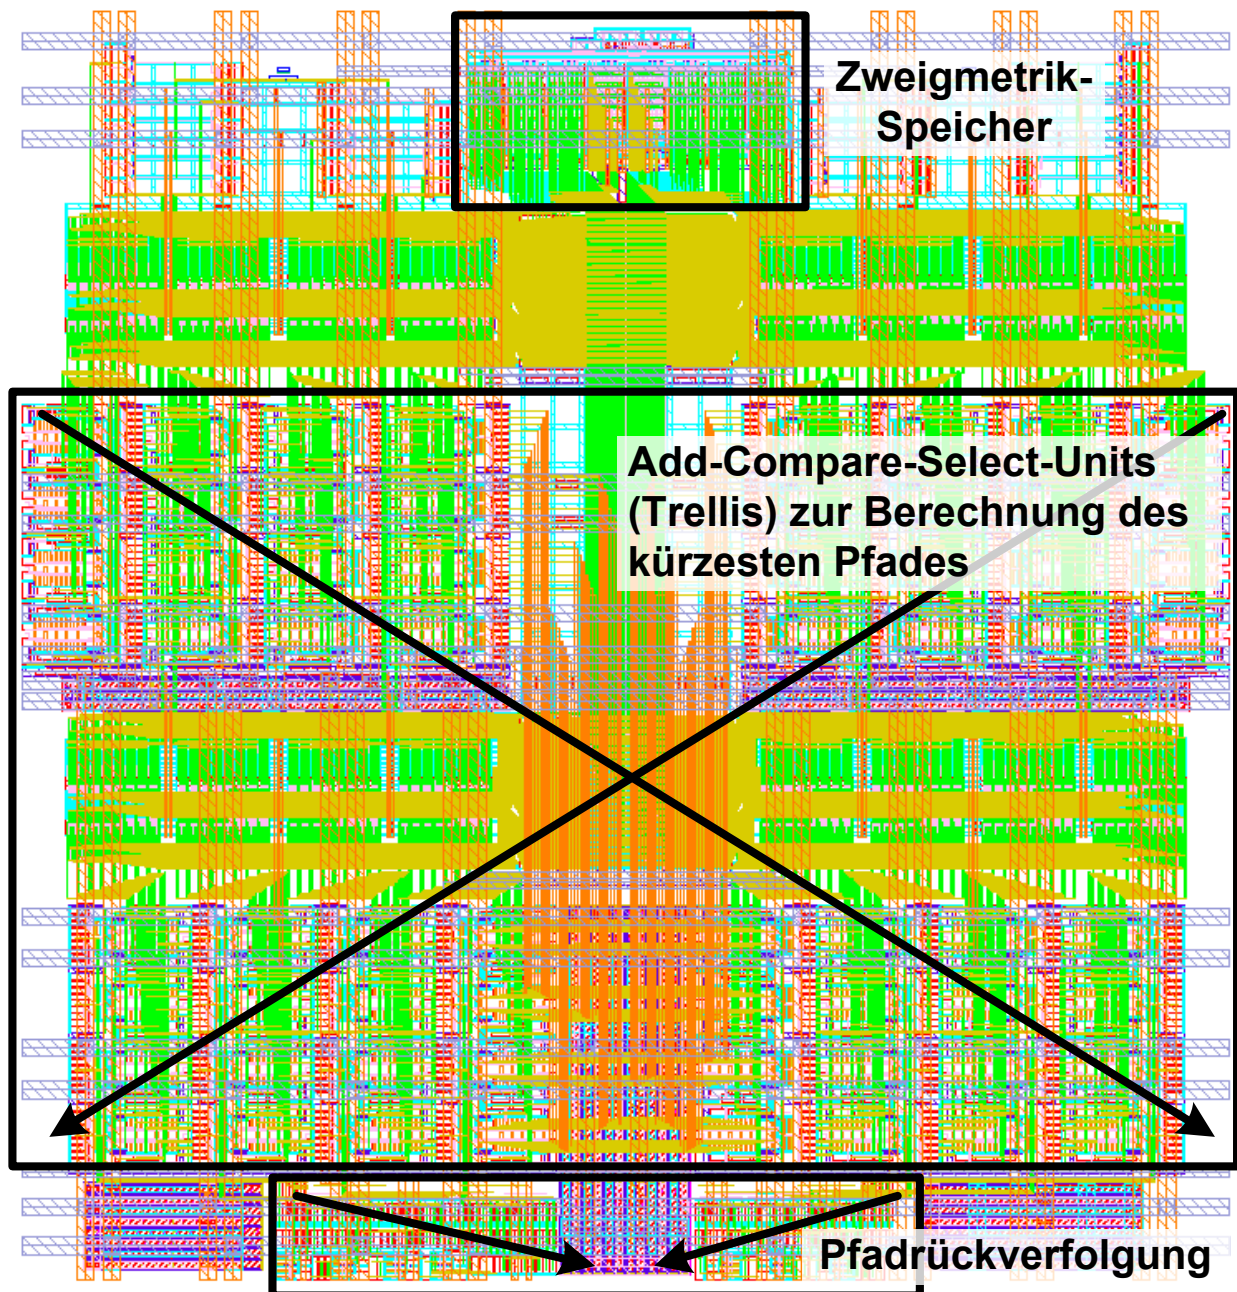 Zweigmetrik-
Speicher
Add-Compare-Select-Units
(Trellis) zur Berechnung des
kürzesten Pfades
Pfadrückverfolgung